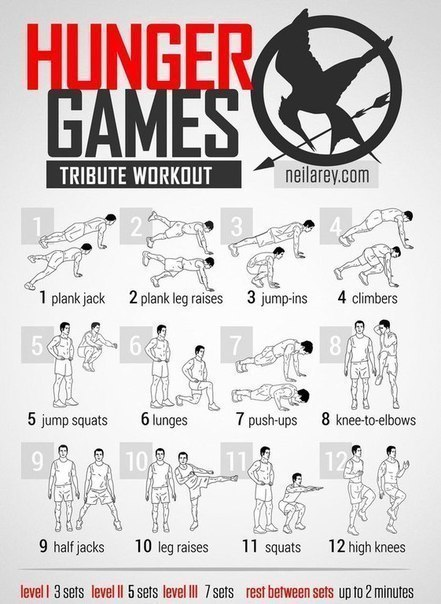 HUNGER
GAMES
TRIBUTE WORKOUT
neilarey.com
1 2 3 4
1 plank jack 2 plank leg raises 3 jump-ins 4 climbers
5 6 7 8
5 jump squats 6 lunges 7 push-ups 8 knee-to-elbows
9 10 11 12
9 half jacks 10 leg raises 11 squats 12 high knees
level I 3 sets level II 5 sets level III 7 sets rest between sets up to 2 minutes